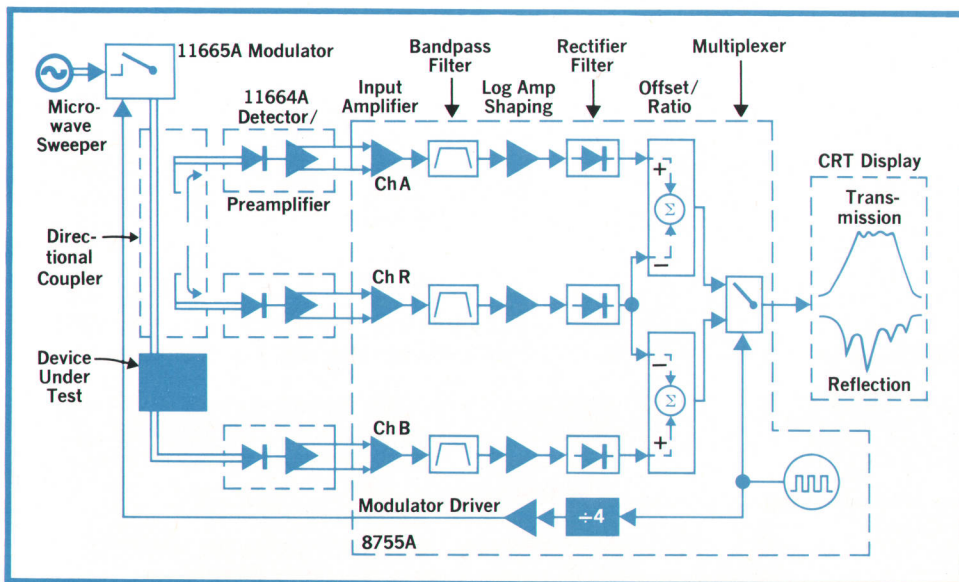 11665A Modulator
Micro-
wave
Sweeper
11664A
Detector/
Preamplifier
Input
Amplifier
Bandpass
Filter
Log Amp
Shaping
Rectifier
Filter
Offset/
Ratio
Multiplexer
CRT Display
Trans-
mission
Reflection
Direc-
tional
Coupler
Device
Under
Test
Ch A
Ch R
Ch B
+
Σ
−
−
Σ
+
Modulator Driver
÷4
8755A